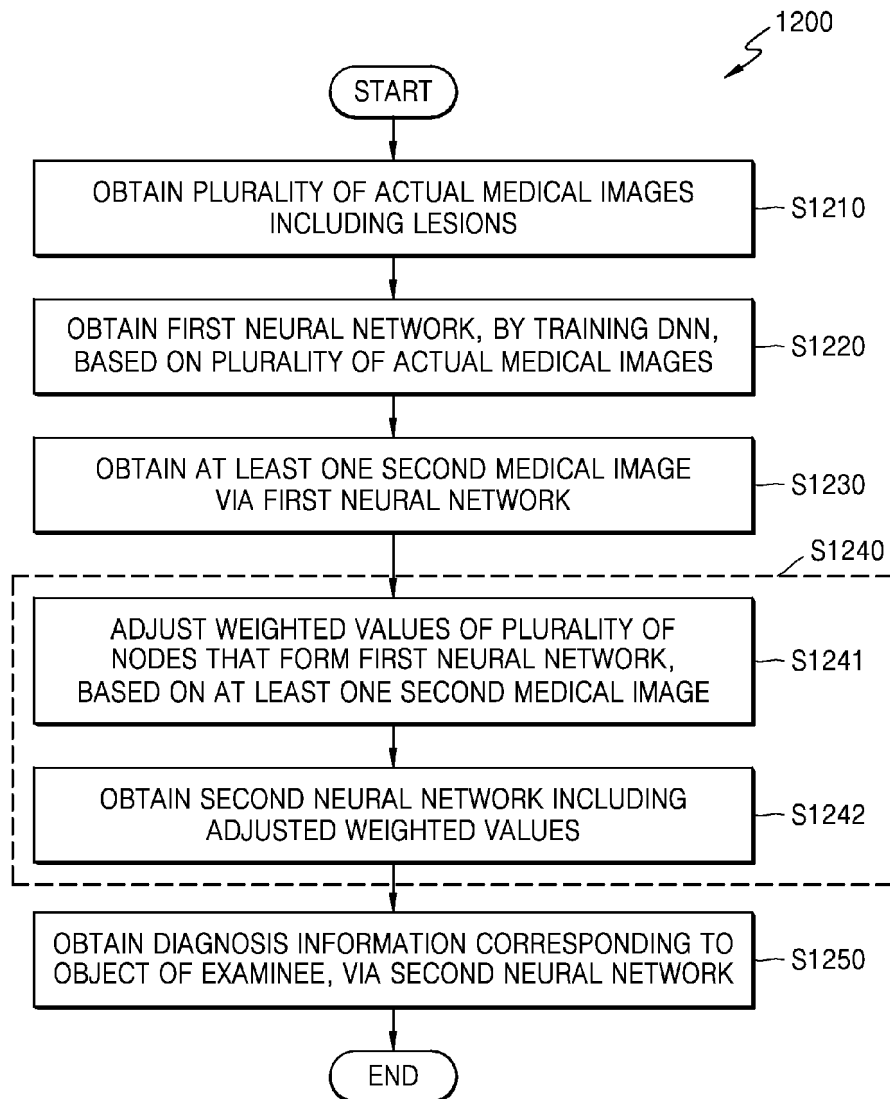 1200
START
OBTAIN PLURALITY OF ACTUAL MEDICAL IMAGES
INCLUDING LESIONS
S1210
OBTAIN FIRST NEURAL NETWORK, BY TRAINING DNN,
BASED ON PLURALITY OF ACTUAL MEDICAL IMAGES
S1220
OBTAIN AT LEAST ONE SECOND MEDICAL IMAGE
VIA FIRST NEURAL NETWORK
S1230
S1240
ADJUST WEIGHTED VALUES OF PLURALITY OF
NODES THAT FORM FIRST NEURAL NETWORK,
BASED ON AT LEAST ONE SECOND MEDICAL IMAGE
S1241
OBTAIN SECOND NEURAL NETWORK INCLUDING
ADJUSTED WEIGHTED VALUES
S1242
OBTAIN DIAGNOSIS INFORMATION CORRESPONDING TO
OBJECT OF EXAMINEE, VIA SECOND NEURAL NETWORK
S1250
END